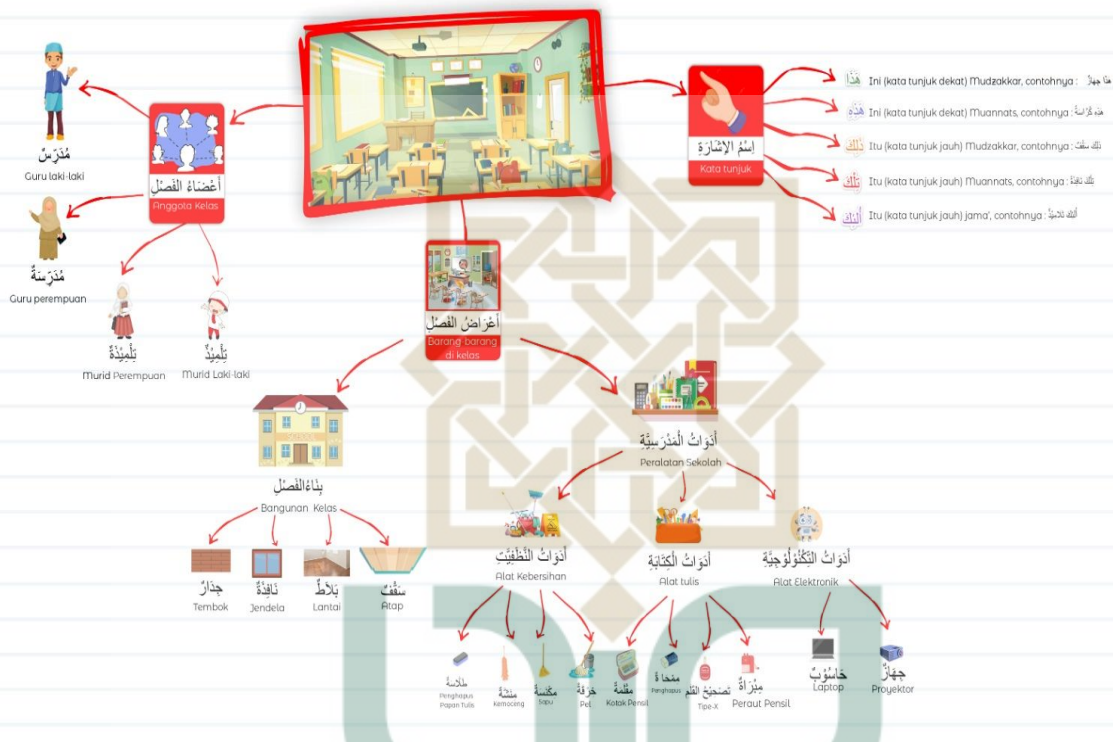 مُدَرِّسٌ
Guru laki-laki
مُدَرِّسَةٌ
Guru perempuan
أَعْضَاءُ الفَصْلِ
Anggota Kelas
تِلْمِيْذَةٌ
Murid Perempuan
تِلْمِيْذٌ
Murid Laki-laki
اِسْمُ الإِشَارَةِ
Kata tunjuk
هَذَا Ini (kata tunjuk dekat) Mudzakkar, contohnya : هَذَا جِهَازٌ
هَذِهِ Ini (kata tunjuk dekat) Muannats, contohnya : هَذِهِ كُرَّاسَةٌ
ذَلِكَ Itu (kata tunjuk jauh) Mudzakkar, contohnya : ذَلِكَ سَقْفٌ
تِلْكَ Itu (kata tunjuk jauh) Muannats, contohnya : تِلْكَ نَافِذَةٌ
أُلَئِكَ Itu (kata tunjuk jauh) jama', contohnya : أُلَئِكَ تَلَامِيْذٌ
أَعْرَاضُ الفَصْلِ
Barang-barang
di kelas
بِنَاءُالفَصْلِ
Bangunan Kelas
جِدَارٌ
Tembok
نَافِذَةٌ
Jendela
بَلَاطٌ
Lantai
سَقْفٌ
Atap
أَدَوَاتُ الْمَدْرَسِيَّةِ
Peralatan Sekolah
أَدَوَاتُ النَّظْفِيَّتِ
Alat Kebersihan
أَدَوَاتُ الْكِتَابَةِ
Alat tulis
أَدَوَاتُ التِّكْنُوْلُوْجِيَّةِ
Alat Elektronik
طَلَّاسَةٌ
Penghapus
Papan Tulis
مِنَشَّةٌ
Kemoceng
مِكْنَسَةٌ
Sapu
خِرْقَةٌ
Pel
مِقْلَمَةٌ
Kotak Pensil
مِمْحَاةٌ
Penghapus
تَصْحِيْحُ القَلَمِ
Tipe-X
مِبْرَاةٌ
Peraut Pensil
حَاسُوْبٌ
Laptop
جِهَازٌ
Proyektor